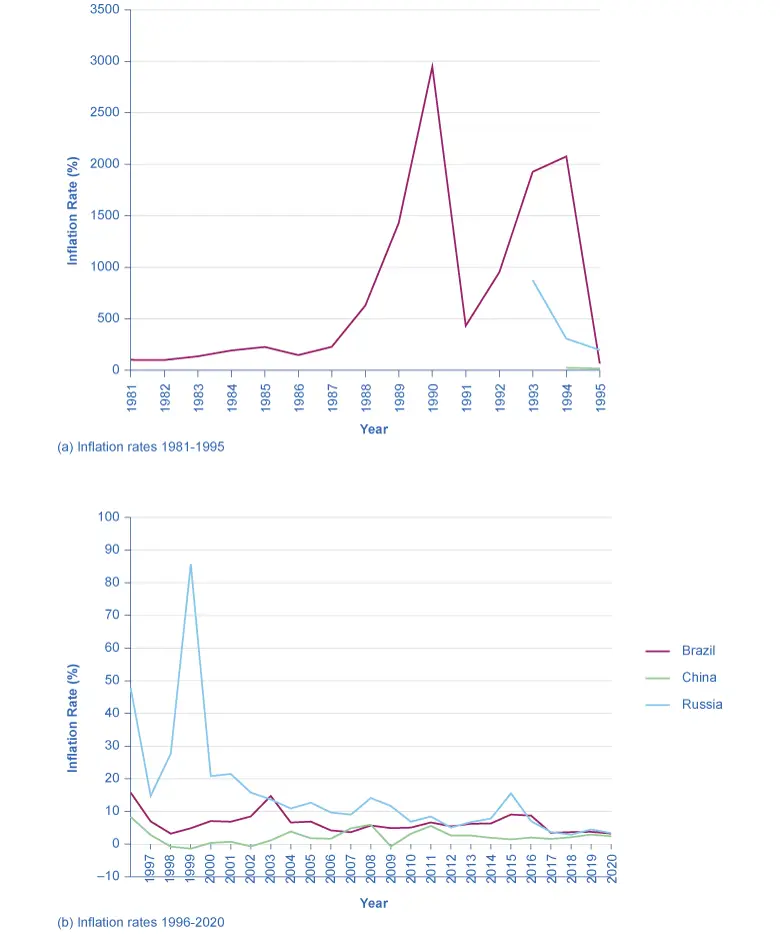 3500
3000
2500
2000
1500
1000
500
0
Inflation Rate (%)
1981 1982 1983 1984 1985 1986 1987 1988 1989 1990 1991 1992 1993 1994 1995
Year
(a) Inflation rates 1981-1995
100
90
80
70
60
50
40
30
20
10
0
–10
Inflation Rate (%)
1997 1998 1999 2000 2001 2002 2003 2004 2005 2006 2007 2008 2009 2010 2011 2012 2013 2014 2015 2016 2017 2018 2019 2020
Year
(b) Inflation rates 1996-2020
Brazil
China
Russia